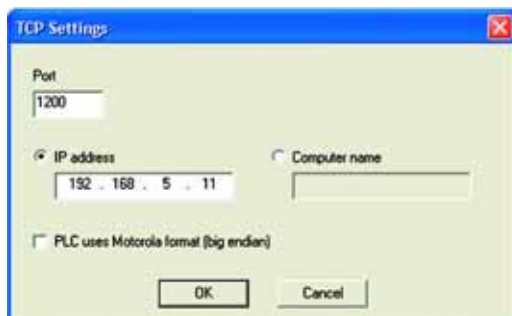 TCP Settings
Port
1200
IP address
Computer name
192 . 168 . 5 . 11
PLC uses Motorola format (big endian)
OK
Cancel